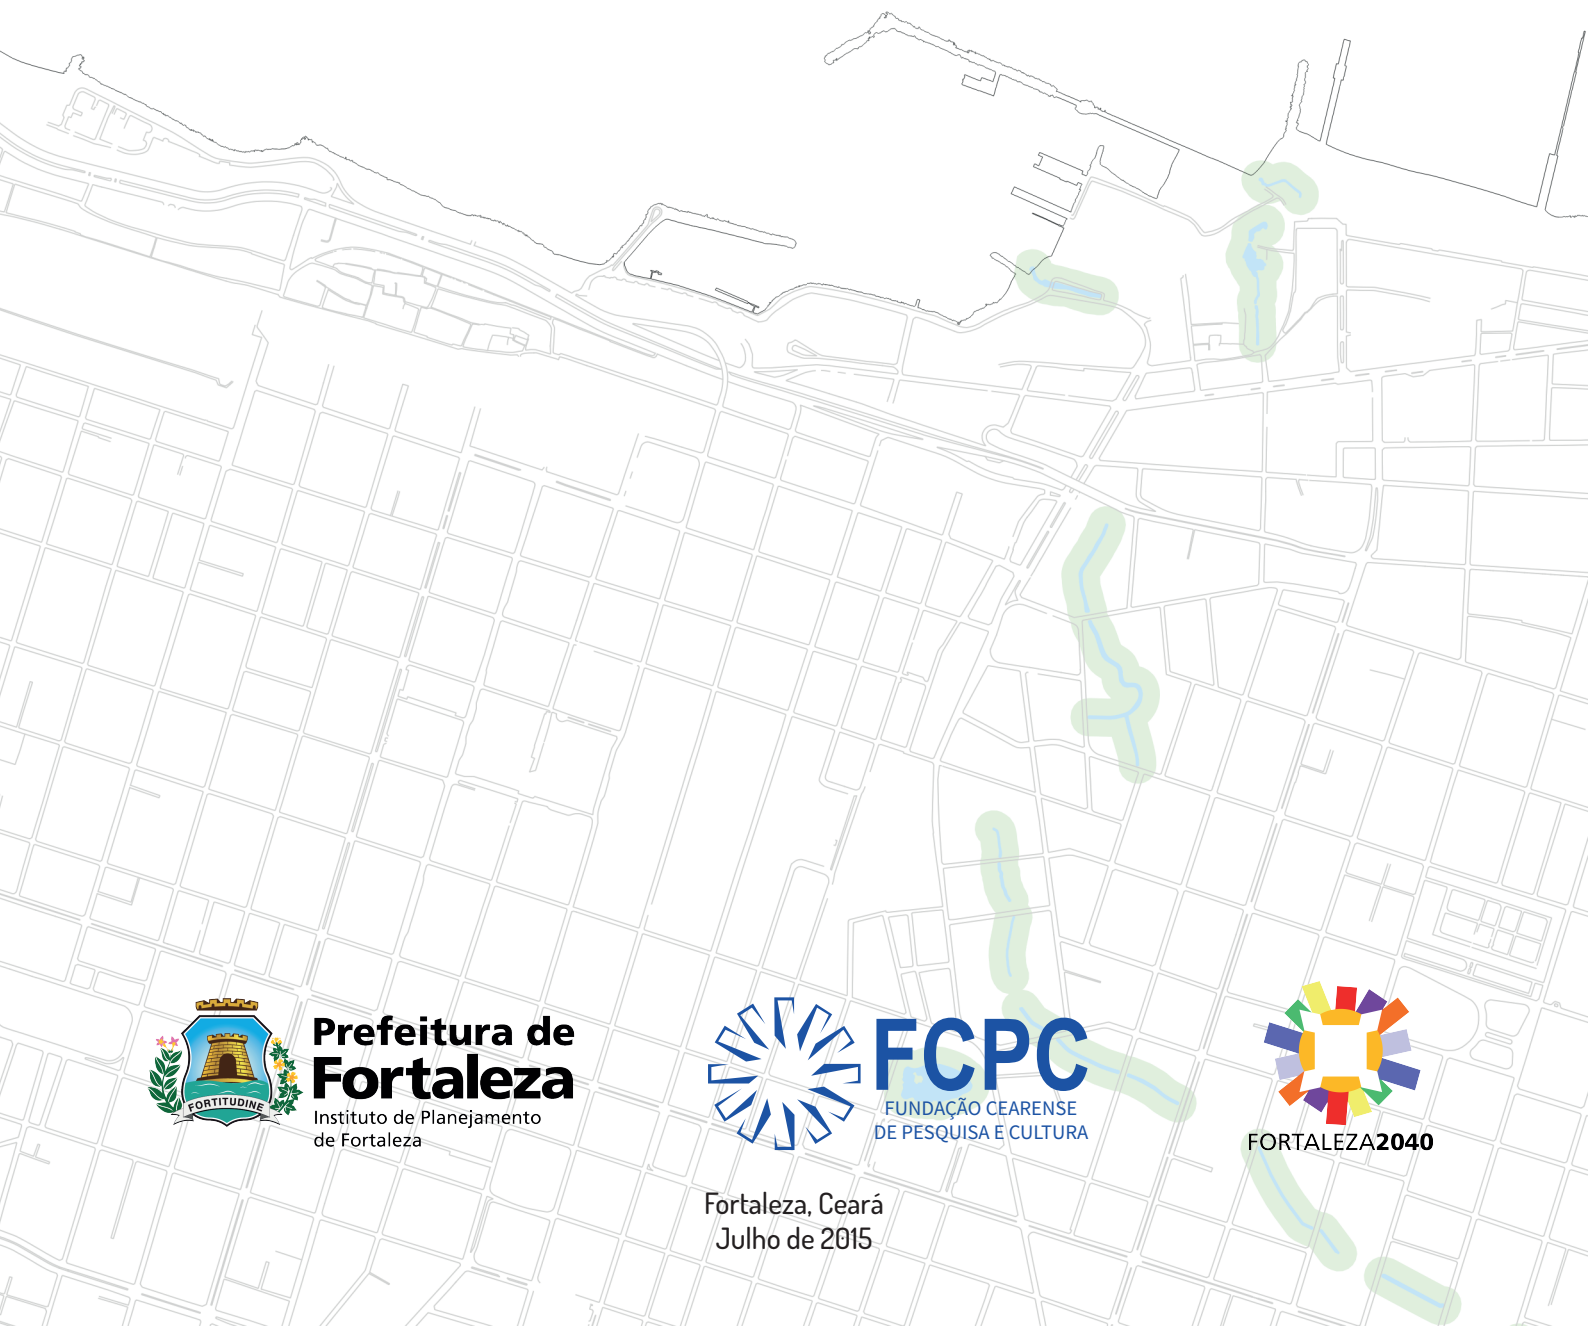 Prefeitura de
Fortaleza
Instituto de Planejamento
de Fortaleza
FORTITUDINE
FCPC
FUNDAÇÃO CEARENSE
DE PESQUISA E CULTURA
FORTALEZA2040
Fortaleza, Ceará
Julho de 2015